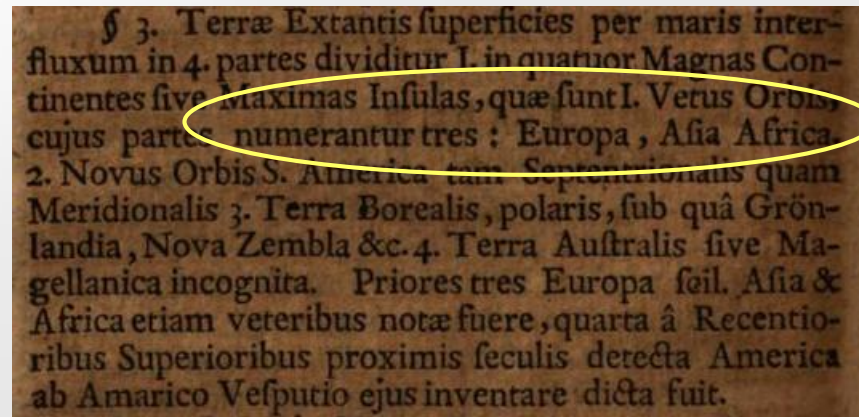 § 3. Terræ Extantis ſuperficies per maris inter-
fluxum in 4. partes dividitur I. in quatuor Magnas Con-
tinentes ſive Maximas Inſulas, quæ ſunt I. Vetus Orbis,
cujus partes numerantur tres : Europa, Aſia Africa.
2. Novus Orbis S. America tam Septentrionalis quam
Meridionalis 3. Terra Borealis, polaris, ſub quâ Grön-
landia, Nova Zembla &c. 4. Terra Auſtralis ſive Ma-
gellanica incognita. Priores tres Europa ſeil. Aſia &
Africa etiam veteribus notæ fuere, quarta â Recentio-
ribus Superioribus proximis ſeculis detecta America
ab Amarico Veſputio ejus inventare dicta fuit.